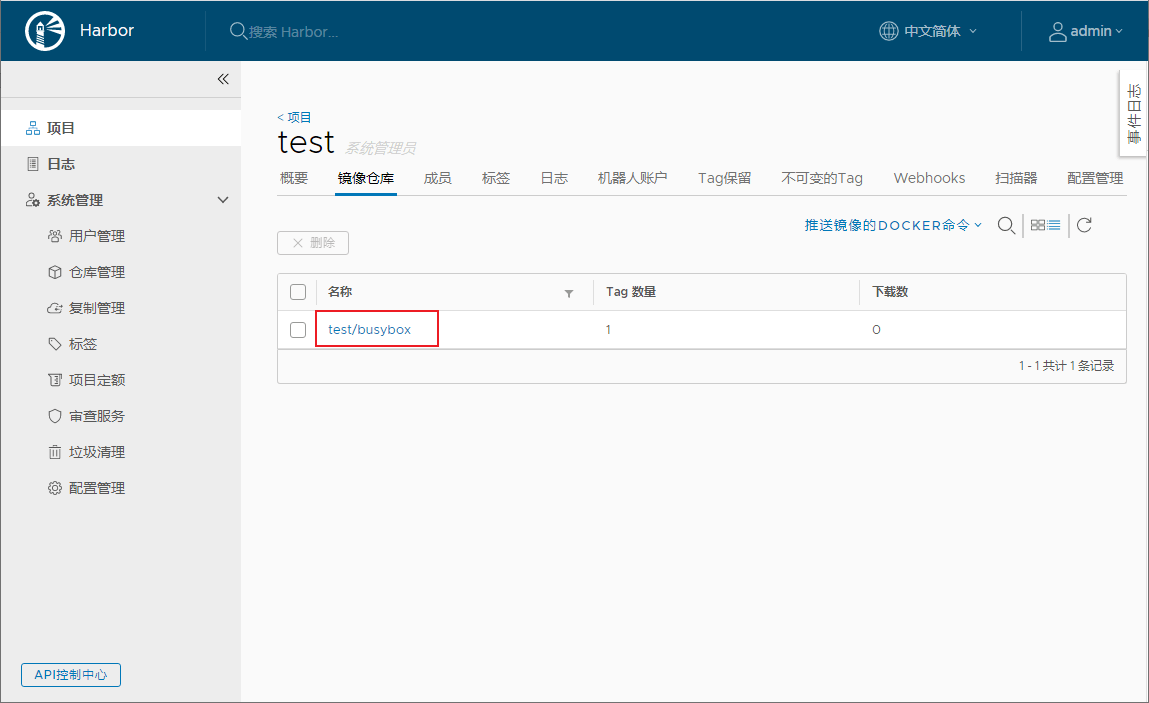 Harbor
搜索 Harbor...
中文简体
admin
事件日志
项目
日志
系统管理
用户管理
仓库管理
复制管理
标签
项目定额
审查服务
垃圾清理
配置管理
API控制中心
< 项目
test 系统管理员
概要 镜像仓库 成员 标签 日志 机器人账户 Tag保留 不可变的Tag Webhooks 扫描器 配置管理
推送镜像的DOCKER命令
删除
名称 Tag 数量 下载数
test/busybox 1 0
1 - 1 共计 1 条记录